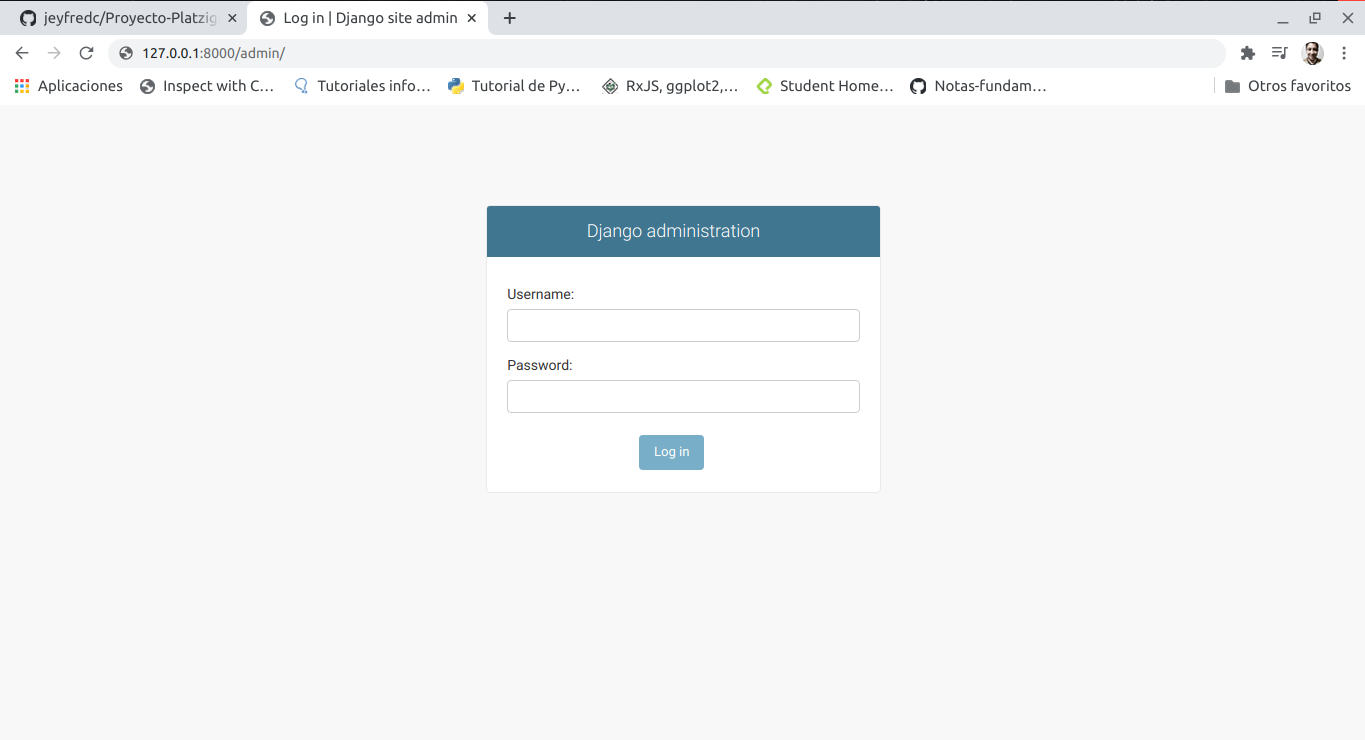 jeyfredc/Proyecto-Platzig
Log in | Django site admin
127.0.0.1:8000/admin/
Aplicaciones
Inspect with C...
Tutoriales info...
Tutorial de Py...
RxJS, ggplot2,...
Student Home...
Notas-fundam...
Otros favoritos
Django administration
Username:
Password:
Log in